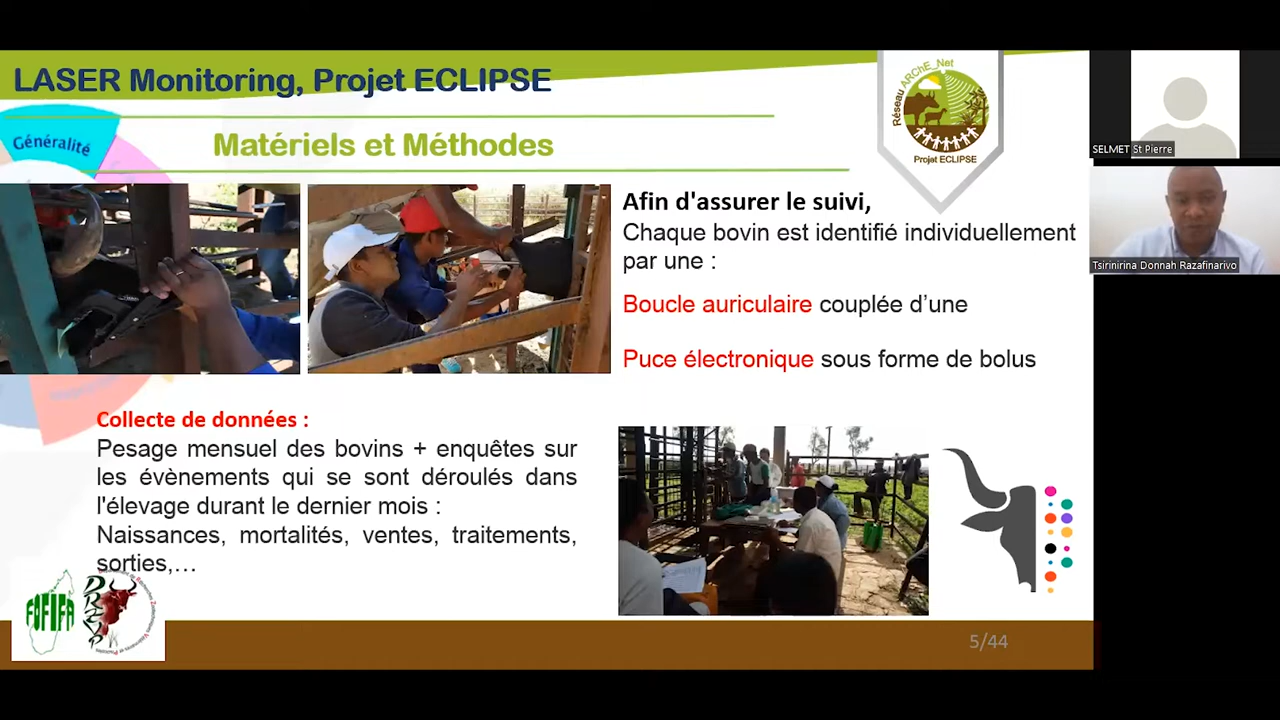 LASER Monitoring, Projet ECLIPSE
Matériels et Méthodes
Généralité
Réseau ARChE_Net
Projet ECLIPSE
SELMET St Pierre
Tsirinirina Donnah Razafinarivo
Afin d'assurer le suivi,
Chaque bovin est identifié individuellement
par une :
Boucle auriculaire couplée d’une
Puce électronique sous forme de bolus
Collecte de données :
Pesage mensuel des bovins + enquêtes sur
les évènements qui se sont déroulés dans
l'élevage durant le dernier mois :
Naissances, mortalités, ventes, traitements,
sorties,…
FOFIFA
DRZVP
5/44